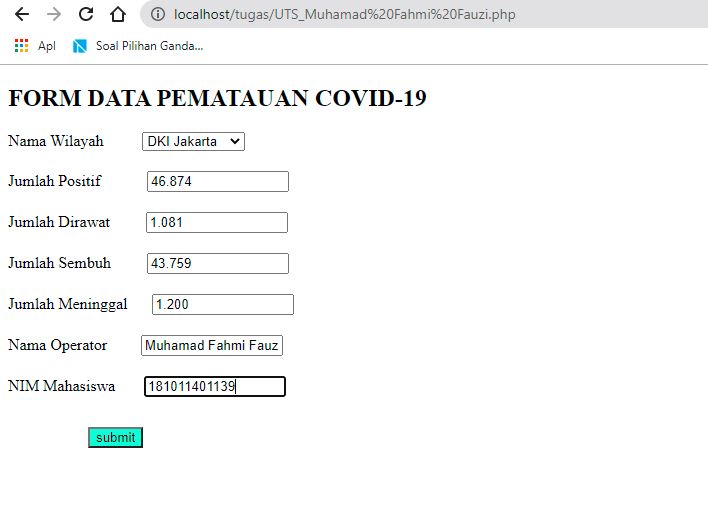 localhost/tugas/UTS_Muhamad%20Fahmi%20Fauzi.php
Apl Soal Pilihan Ganda...
FORM DATA PEMATAUAN COVID-19
Nama Wilayah DKI Jakarta
Jumlah Positif 46.874
Jumlah Dirawat 1.081
Jumlah Sembuh 43.759
Jumlah Meninggal 1.200
Nama Operator Muhamad Fahmi Fauz
NIM Mahasiswa 181011401139
submit